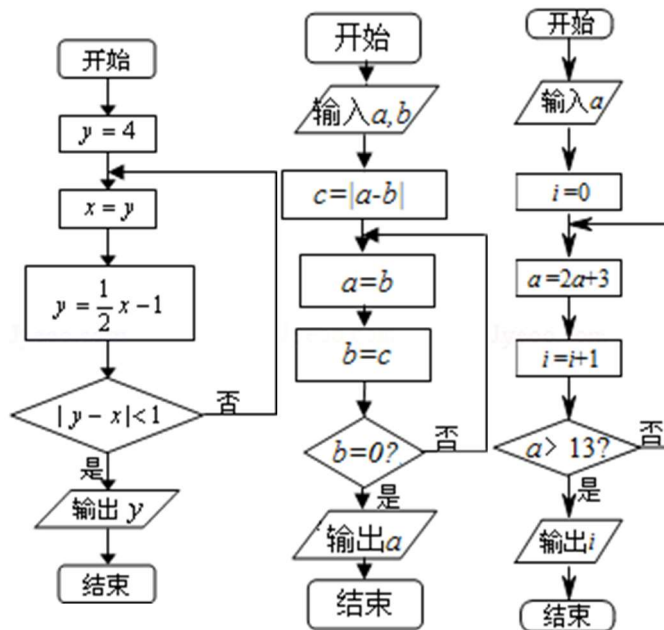 开始
y = 4
x = y
y = 1/2 x − 1
| y − x | < 1
否
是
输出 y
结束
开始
输入a,b
c=|a-b|
a=b
b=c
b=0?
否
是
输出a
结束
开始
输入a
i=0
a=2a+3
i=i+1
a> 13?
否
是
输出i
结束